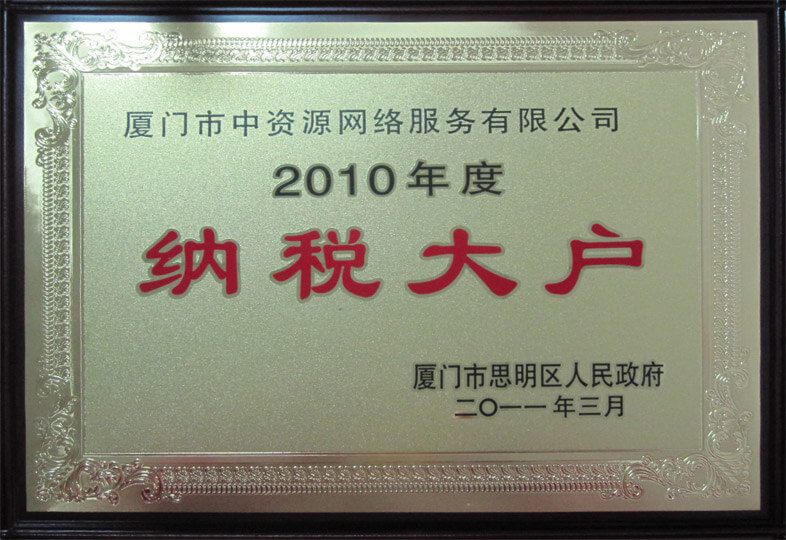 厦门市中资源网络服务有限公司
2010年度
纳税大户
厦门市思明区人民政府
二〇一一年三月